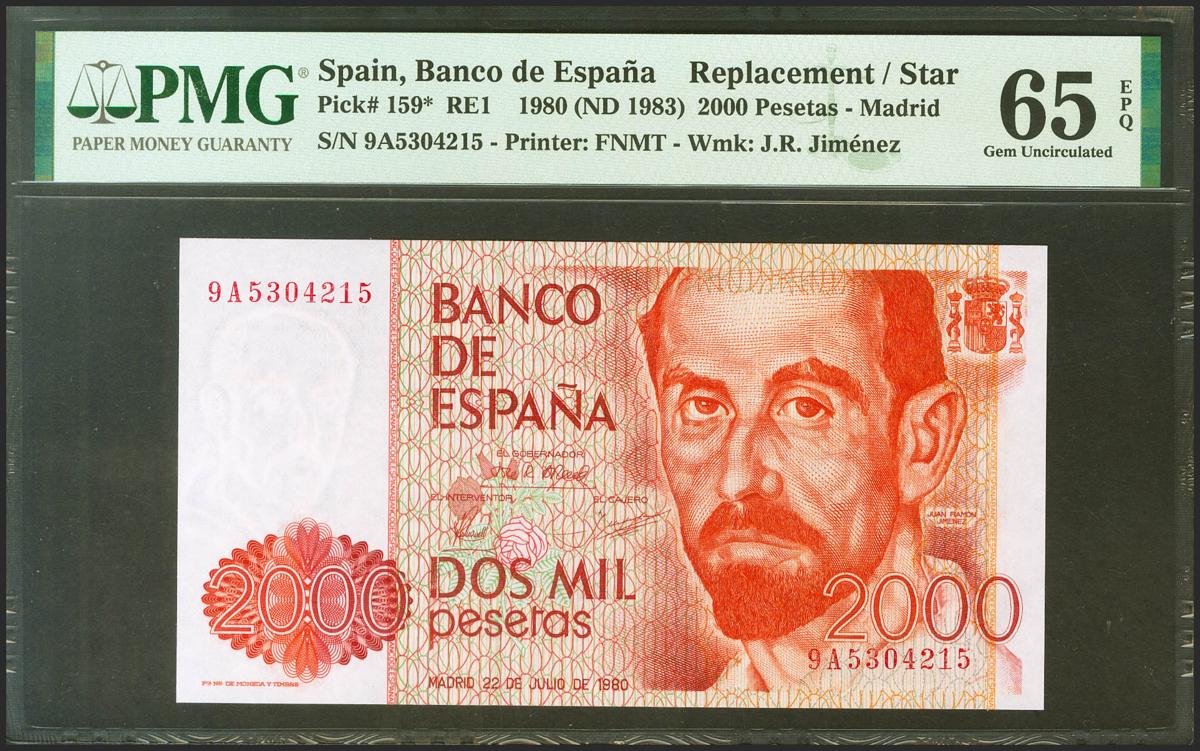 PMG®
PAPER MONEY GUARANTY
Spain, Banco de España Replacement / Star
Pick# 159* RE1 1980 (ND 1983) 2000 Pesetas - Madrid
S/N 9A5304215 - Printer: FNMT - Wmk: J.R. Jiménez
65 EPQ
Gem Uncirculated
9A5304215
BANCO
DE
ESPAÑA
EL GOBERNADOR
EL INTERVENTOR
EL CAJERO
JUAN RAMON
JIMENEZ
DOS MIL
pesetas
2000
2000
9A5304215
MADRID 22 DE JULIO DE 1980